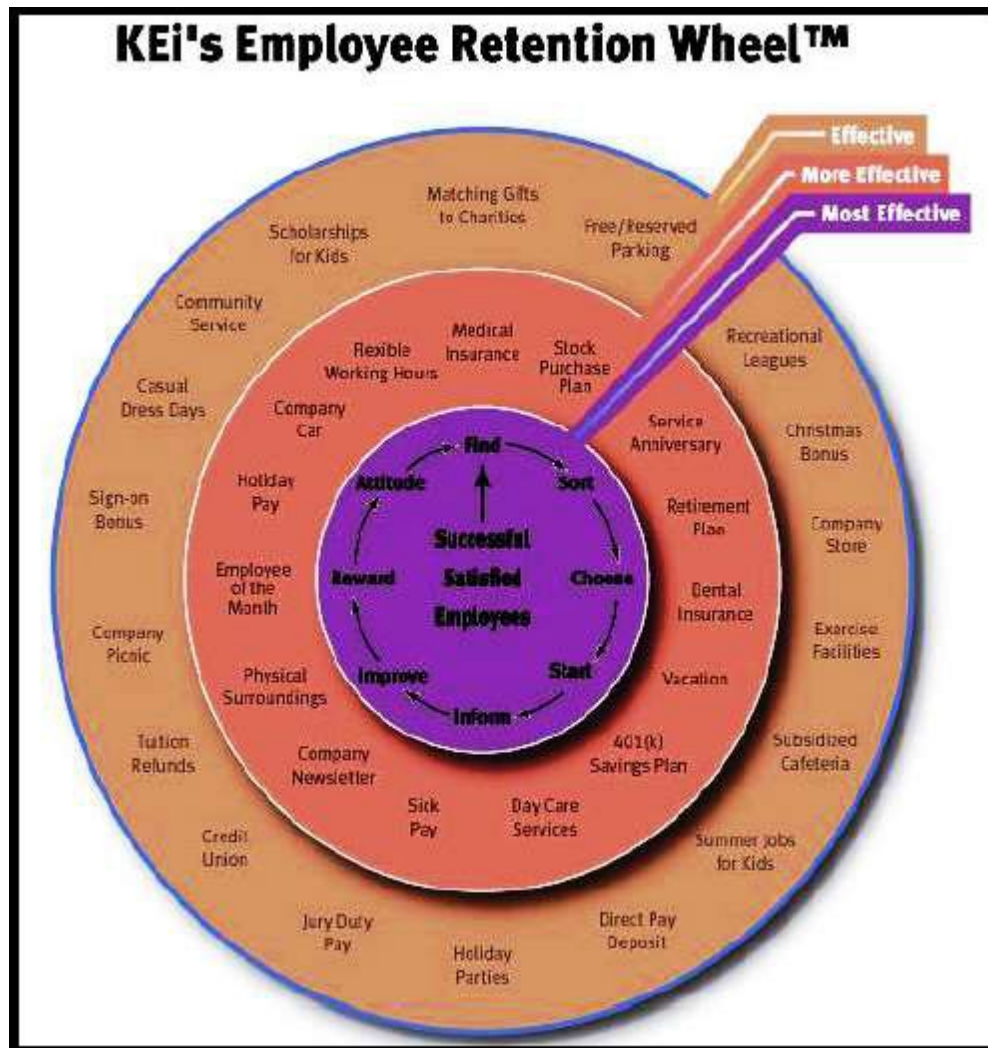 KEi's Employee Retention Wheel™
Effective
More Effective
Most Effective
Matching Gifts
to Charities
Free/Reserved
Parking
Recreational
Leagues
Christmas
Bonus
Company
Store
Exercise
Facilities
Subsidized
Cafeteria
Summer Jobs
for Kids
Direct Pay
Deposit
Holiday
Parties
Jury Duty
Pay
Credit
Union
Tuition
Refunds
Company
Picnic
Sign-on
Bonus
Casual
Dress Days
Community
Service
Scholarships
for Kids
Medical
Insurance
Stock
Purchase
Plan
Service
Anniversary
Retirement
Plan
Dental
Insurance
Vacation
401(k)
Savings Plan
Day Care
Services
Sick
Pay
Company
Newsletter
Physical
Surroundings
Employee
of the
Month
Holiday
Pay
Company
Car
Flexible
Working Hours
Find
Sort
Choose
Start
Inform
Improve
Reward
Attitude
Successful
Satisfied
Employees